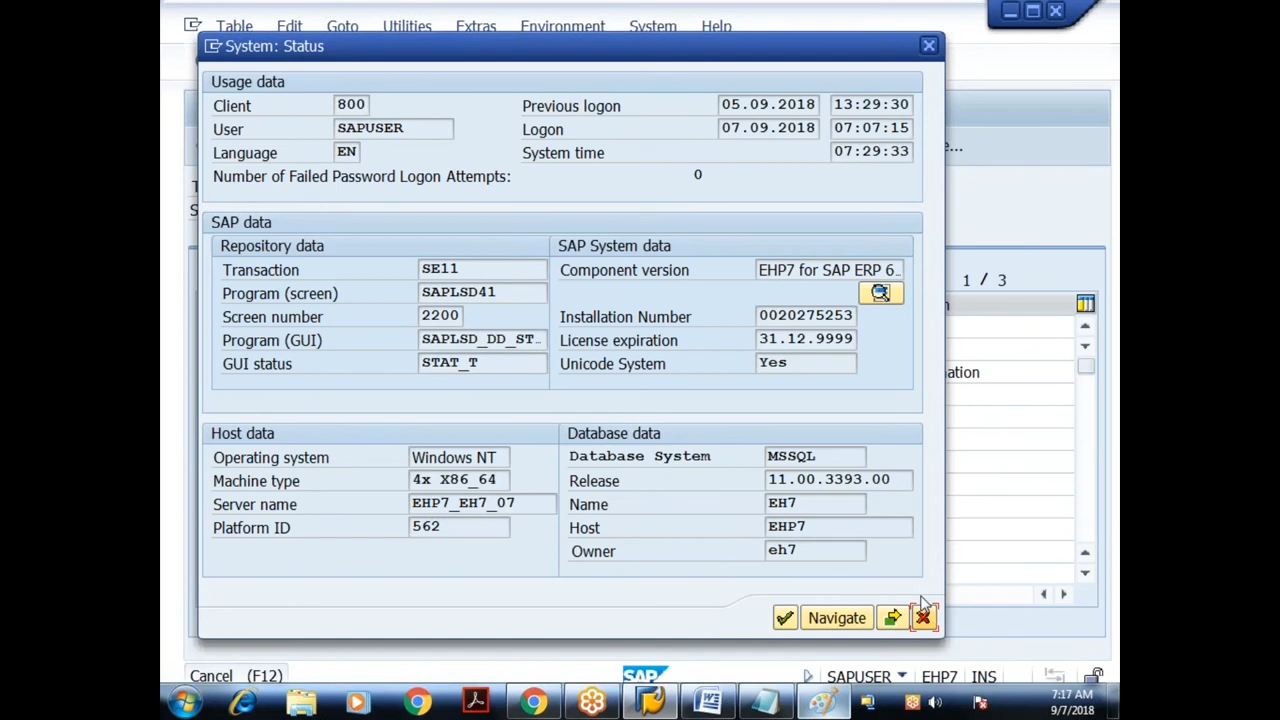 Table Edit Goto Utilities Extras Environment System Help
System: Status
Usage data
Client 800 Previous logon 05.09.2018 13:29:30
User SAPUSER Logon 07.09.2018 07:07:15
Language EN System time 07:29:33
e...
Number of Failed Password Logon Attempts: 0
SAP data
Repository data SAP System data
Transaction SE11 Component version EHP7 for SAP ERP 6...
1 / 3
Program (screen) SAPLSD41
Screen number 2200 Installation Number 0020275253
Program (GUI) SAPLSD_DD_ST... License expiration 31.12.9999
GUI status STAT_T Unicode System Yes
ation
Host data Database data
Operating system Windows NT Database System MSSQL
Machine type 4x X86_64 Release 11.00.3393.00
Server name EHP7_EH7_07 Name EH7
Platform ID 562 Host EHP7
Owner eh7
Navigate
Cancel (F12) SAP SAPUSER EHP7 INS
7:17 AM
9/7/2018